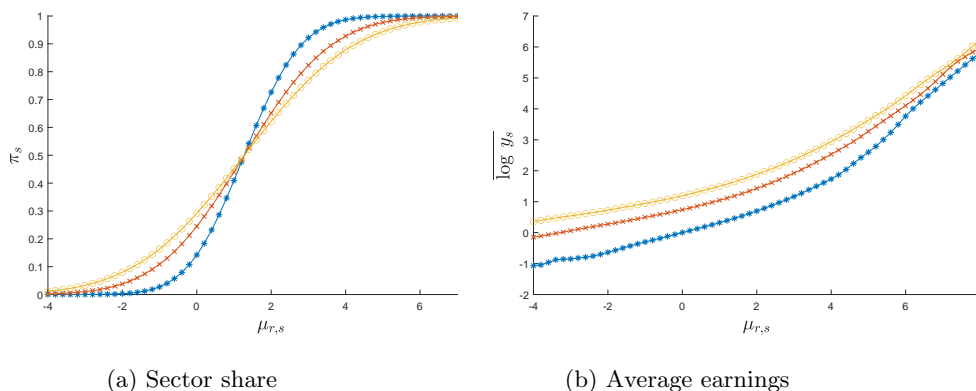 1
0.9
0.8
0.7
0.6
0.5
0.4
0.3
0.2
0.1
0
π_s
-4 -2 0 2 4 6
μ_{r,s}
(a) Sector share
7
6
5
4
3
2
1
0
-1
-2
\overline{log y_s}
-4 -2 0 2 4 6
μ_{r,s}
(b) Average earnings